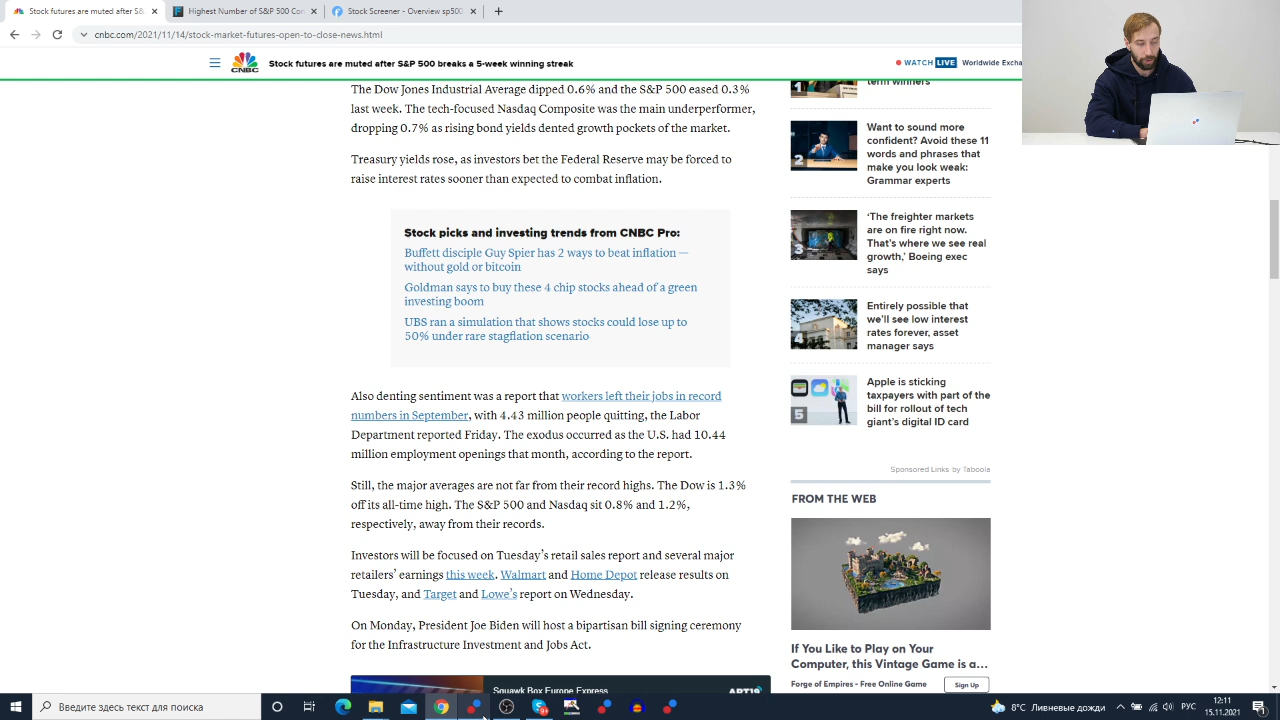 Stock futures are muted after S&
Highest Number of S&P 500 Co
Stock Screener - Overview sp500
cnbc.com/2021/11/14/stock-market-futures-open-to-close-news.html
CNBC
Stock futures are muted after S&P 500 breaks a 5-week winning streak
WATCH LIVE Worldwide Excha
The Dow Jones Industrial Average dipped 0.6% and the S&P 500 eased 0.3%
last week. The tech-focused Nasdaq Composite was the main underperformer,
dropping 0.7% as rising bond yields dented growth pockets of the market.
Treasury yields rose, as investors bet the Federal Reserve may be forced to
raise interest rates sooner than expected to combat inflation.
Stock picks and investing trends from CNBC Pro:
Buffett disciple Guy Spier has 2 ways to beat inflation —
without gold or bitcoin
Goldman says to buy these 4 chip stocks ahead of a green
investing boom
UBS ran a simulation that shows stocks could lose up to
50% under rare stagflation scenario
Also denting sentiment was a report that workers left their jobs in record
numbers in September, with 4.43 million people quitting, the Labor
Department reported Friday. The exodus occurred as the U.S. had 10.44
million employment openings that month, according to the report.
Still, the major averages are not far from their record highs. The Dow is 1.3%
off its all-time high. The S&P 500 and Nasdaq sit 0.8% and 1.2%,
respectively, away from their records.
Investors will be focused on Tuesday's retail sales report and several major
retailers' earnings this week. Walmart and Home Depot release results on
Tuesday, and Target and Lowe's report on Wednesday.
On Monday, President Joe Biden will host a bipartisan bill signing ceremony
for the Infrastructure Investment and Jobs Act.
Squawk Box Europe Express
ART19
1
term winners
2
Want to sound more
confident? Avoid these 11
words and phrases that
make you look weak:
Grammar experts
3
‘The freighter markets
are on fire right now.
That's where we see real
growth,' Boeing exec
says
4
Entirely possible that
we'll see low interest
rates forever, asset
manager says
5
Apple is sticking
taxpayers with part of the
bill for rollout of tech
giant's digital ID card
Sponsored Links by Taboola
FROM THE WEB
If You Like to Play on Your
Computer, this Vintage Game is a...
Forge of Empires - Free Online Game
Sign Up
Введите здесь текст для поиска
8°C Ливневые дожди
РУС
12:11
15.11.2021